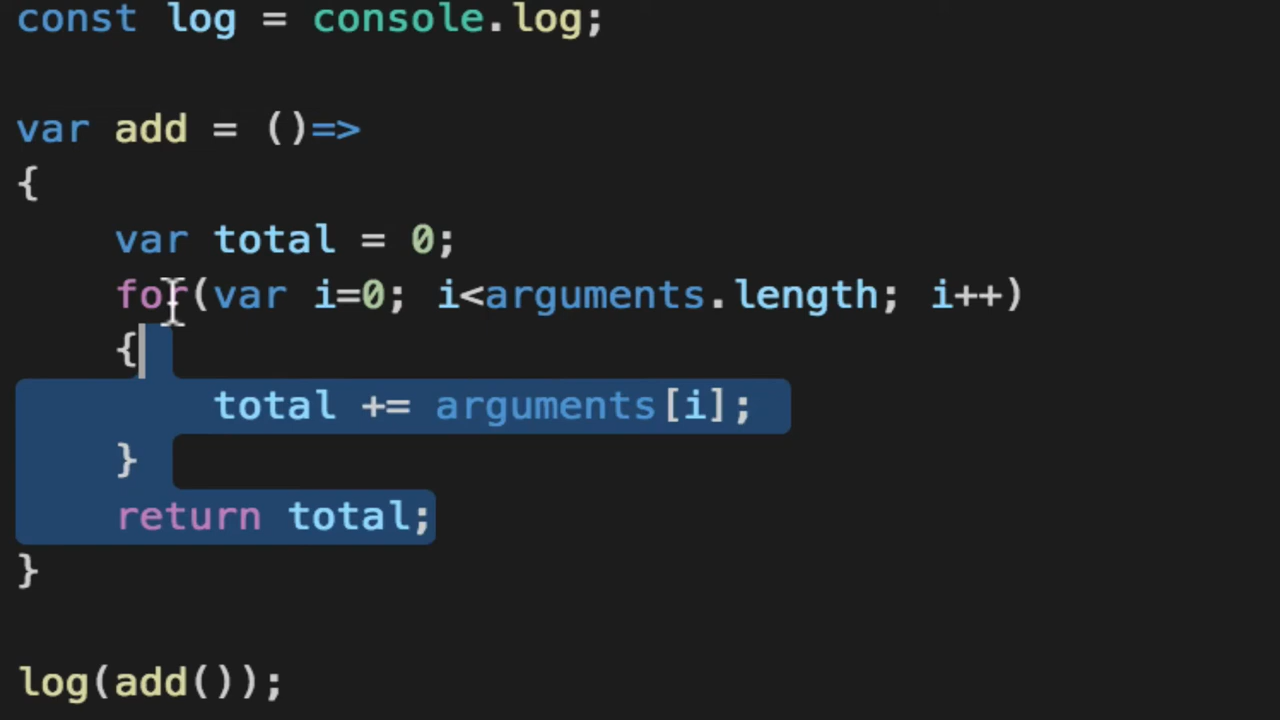 const log = console.log;
var add = ()=>
{
    var total = 0;
    for(var i=0; i<arguments.length; i++)
    {
        total += arguments[i];
    }
    return total;
}
log(add());